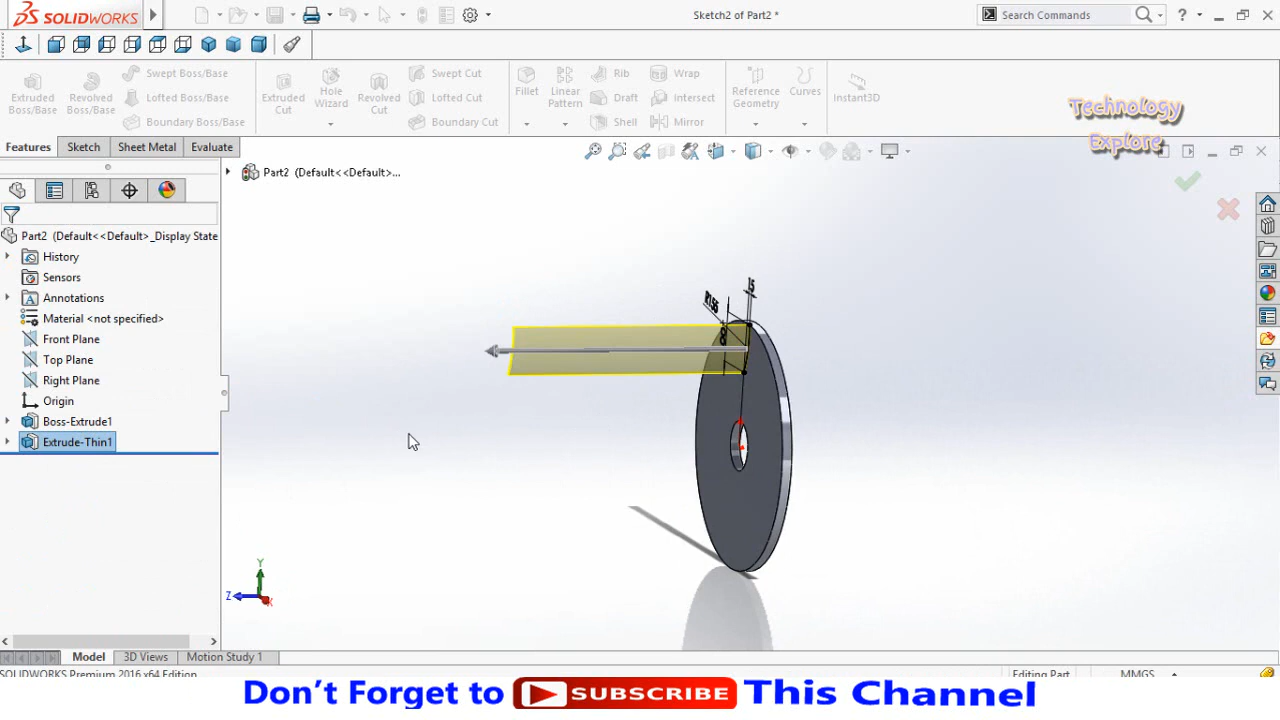 SOLIDWORKS
Sketch2 of Part2 *
Search Commands
?
Extruded Boss/Base
Revolved Boss/Base
Swept Boss/Base
Lofted Boss/Base
Boundary Boss/Base
Extruded Cut
Hole Wizard
Revolved Cut
Swept Cut
Lofted Cut
Boundary Cut
Fillet
Linear Pattern
Rib
Draft
Shell
Wrap
Intersect
Mirror
Reference Geometry
Curves
Instant3D
Technology
Explore
Features
Sketch
Sheet Metal
Evaluate
Part2 (Default<<Default>...
Part2 (Default<<Default>_Display State
History
Sensors
Annotations
Material <not specified>
Front Plane
Top Plane
Right Plane
Origin
Boss-Extrude1
Extrude-Thin1
R155
15
Y
Z
X
Model
3D Views
Motion Study 1
SOLIDWORKS Premium 2016 x64 Edition
Editing Part
MMGS
Don't Forget to SUBSCRIBE This Channel